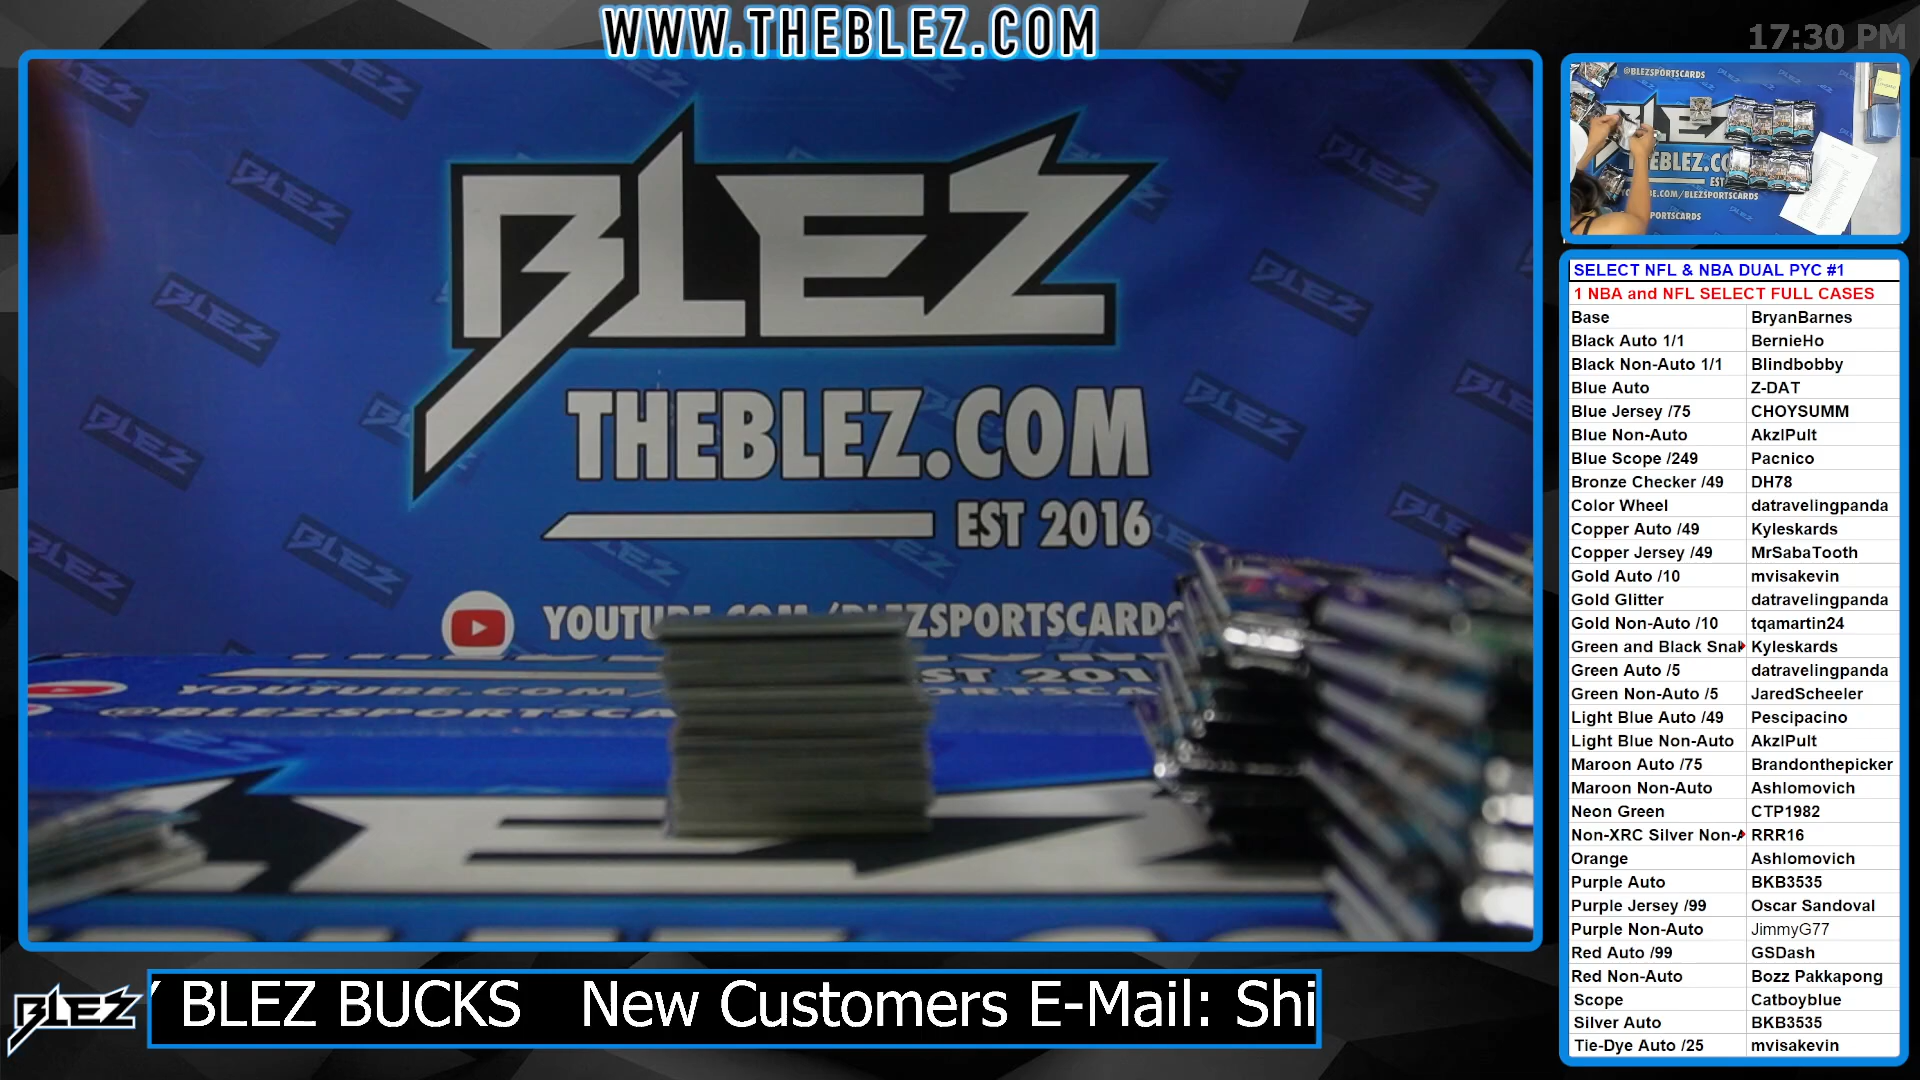 WWW.THEBLEZ.COM
17:30 PM
BLEZ
THEBLEZ.COM
EST 2016
@BLEZSPORTSCARDS
SELECT NFL & NBA DUAL PYC #1
1 NBA and NFL SELECT FULL CASES
Base BryanBarnes
Black Auto 1/1 BernieHo
Black Non-Auto 1/1 Blindbobby
Blue Auto Z-DAT
Blue Jersey /75 CHOYSUMM
Blue Non-Auto AkzIPult
Blue Scope /249 Pacnico
Bronze Checker /49 DH78
Color Wheel datravelingpanda
Copper Auto /49 Kyleskards
Copper Jersey /49 MrSabaTooth
Gold Auto /10 mvisakevin
Gold Glitter datravelingpanda
Gold Non-Auto /10 tqamartin24
Green and Black Snak Kyleskards
Green Auto /5 datravelingpanda
Green Non-Auto /5 JaredScheeler
Light Blue Auto /49 Pescipacino
Light Blue Non-Auto AkzIPult
Maroon Auto /75 Brandonthepicker
Maroon Non-Auto Ashlomovich
Neon Green CTP1982
Non-XRC Silver Non-A RRR16
Orange Ashlomovich
Purple Auto BKB3535
Purple Jersey /99 Oscar Sandoval
Purple Non-Auto JimmyG77
Red Auto /99 GSDash
Red Non-Auto Bozz Pakkapong
Scope Catboyblue
Silver Auto BKB3535
Tie-Dye Auto /25 mvisakevin
BLEZ
BLEZ BUCKS New Customers E-Mail: Shi